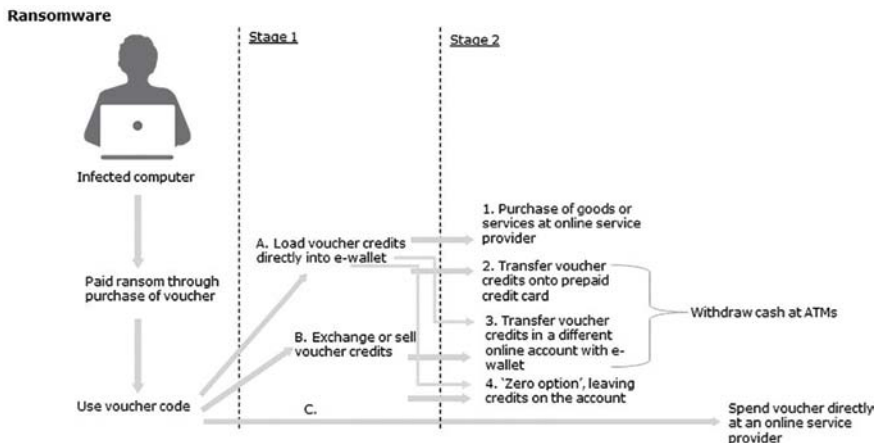 Ransomware
Stage 1
Stage 2
Infected computer
Paid ransom through
purchase of voucher
Use voucher code
A. Load voucher credits
directly into e-wallet
B. Exchange or sell
voucher credits
C.
1. Purchase of goods or
services at online service
provider
2. Transfer voucher
credits onto prepaid
credit card
3. Transfer voucher
credits in a different
online account with e-
wallet
4. ‘Zero option’, leaving
credits on the account
Withdraw cash at ATMs
Spend voucher directly
at an online service
provider